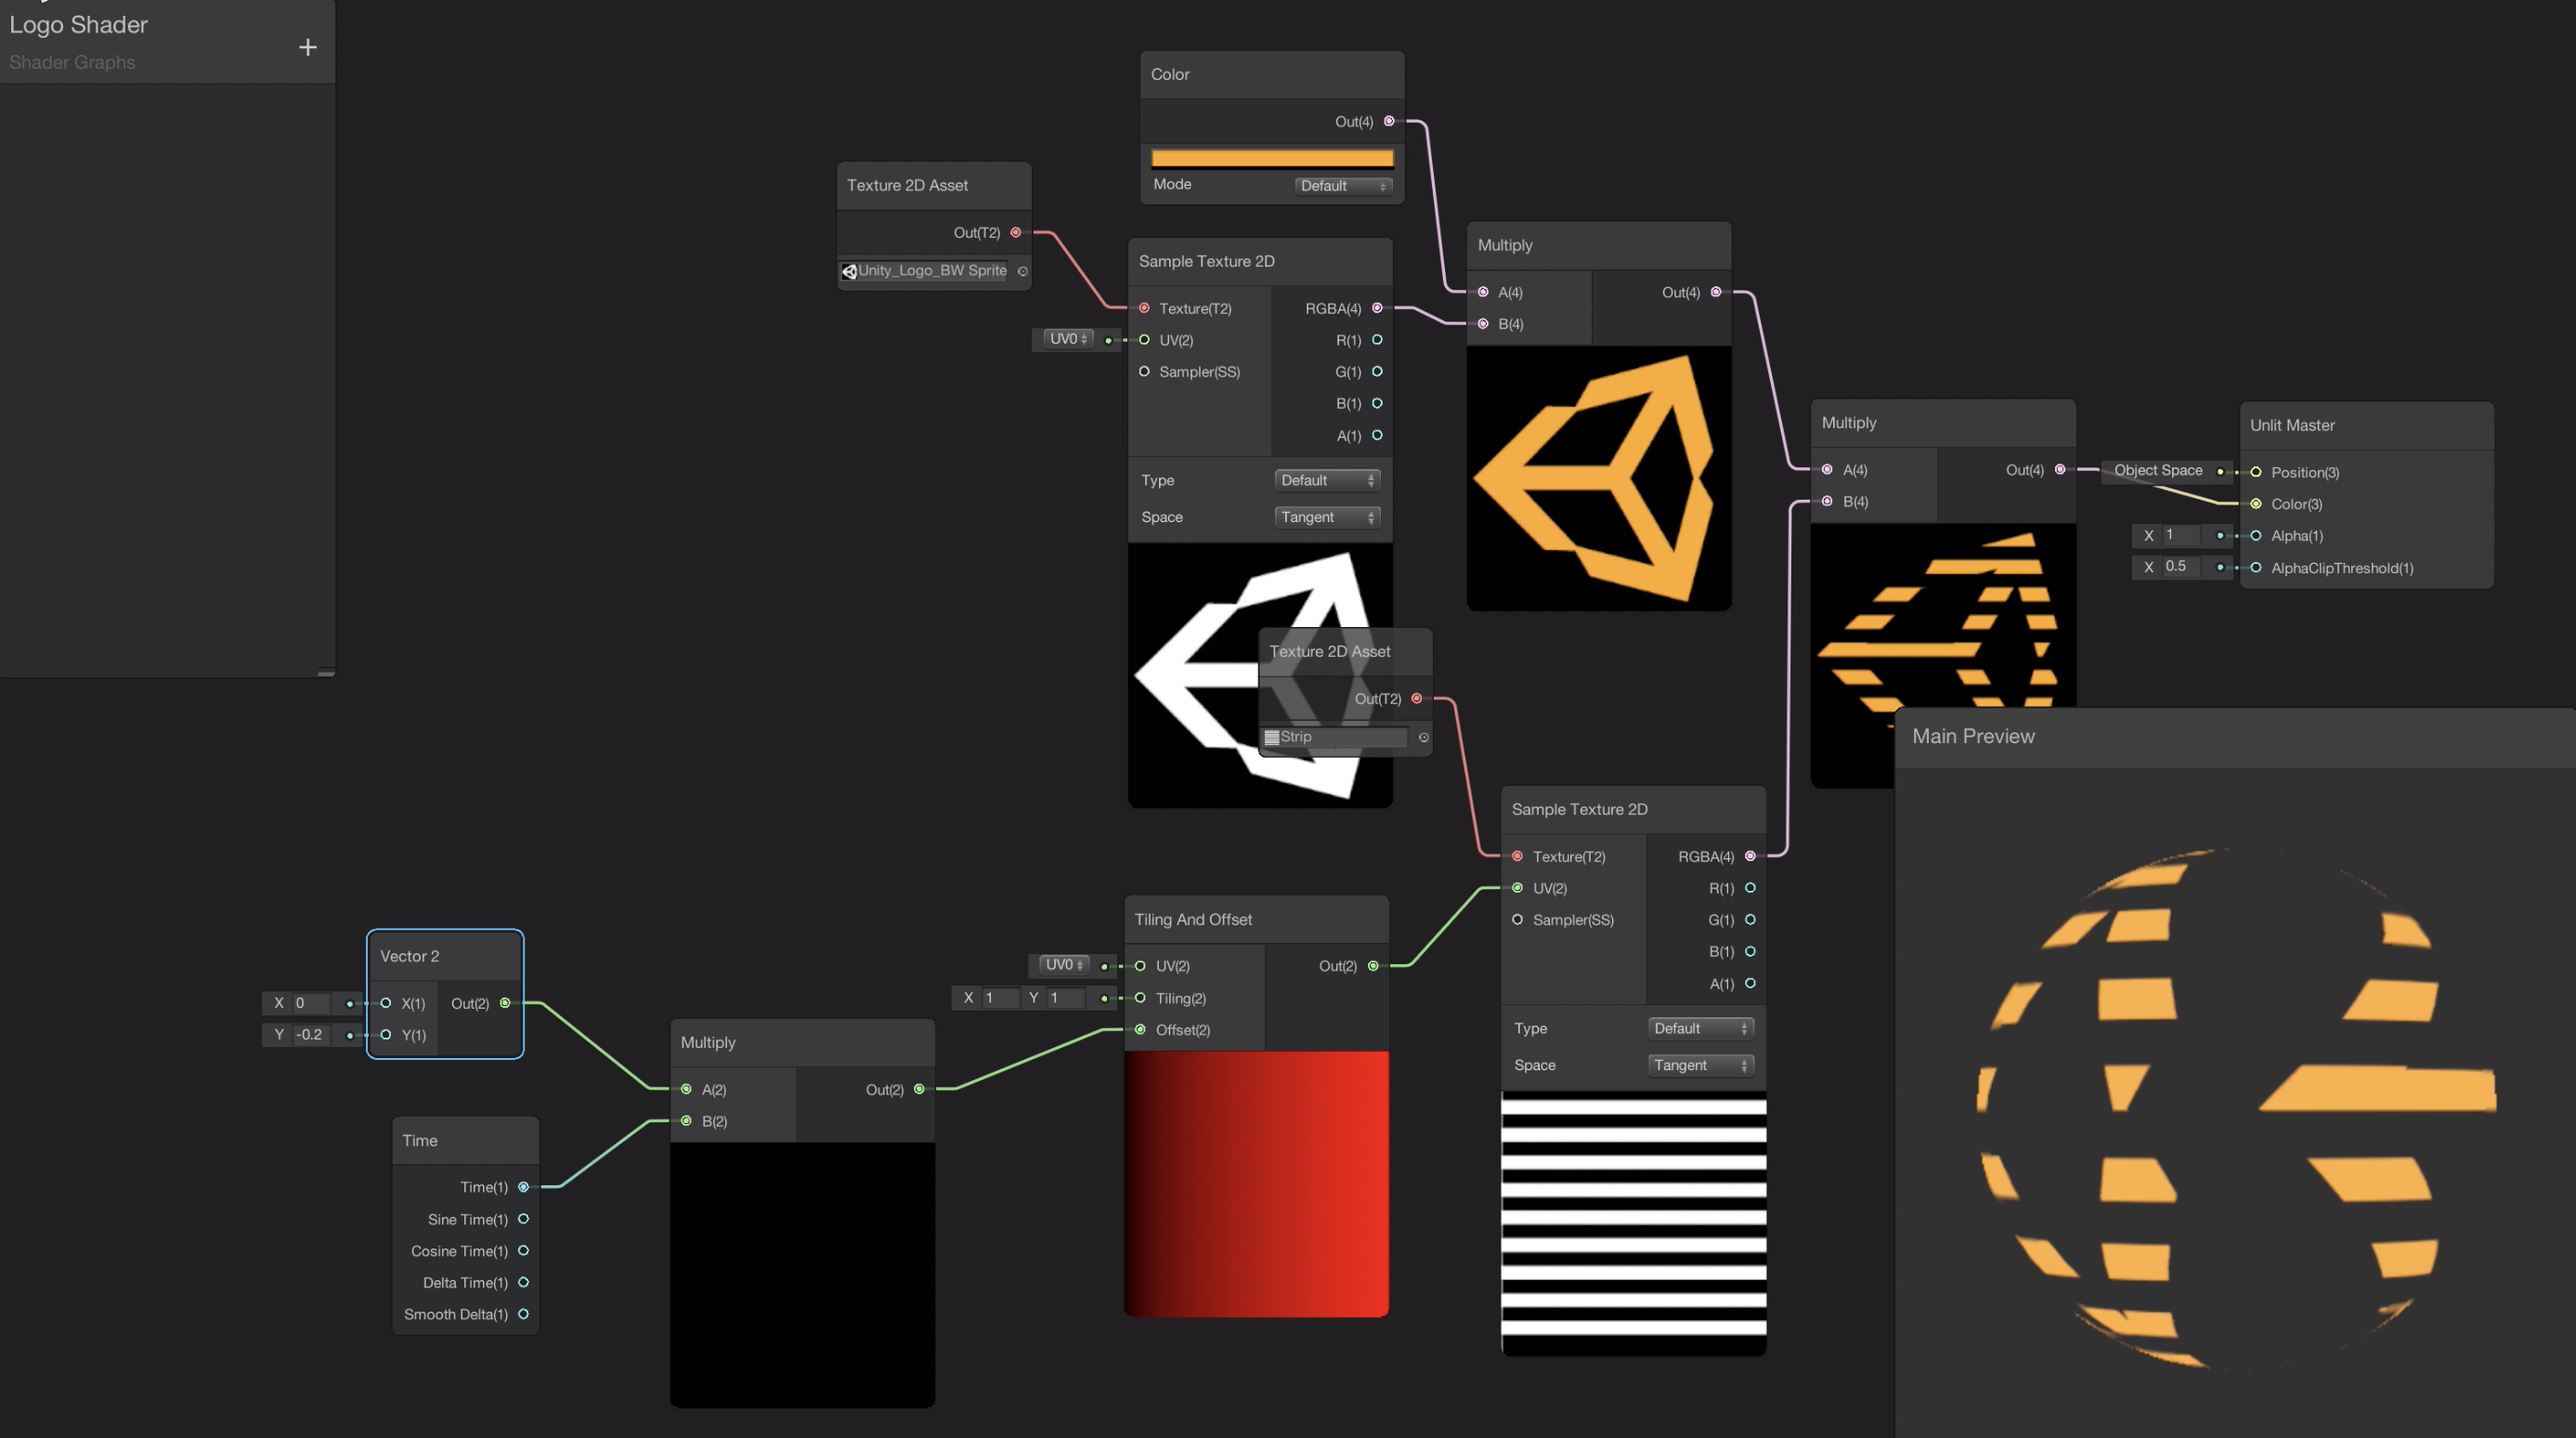 Logo Shader
+
Shader Graphs
Color
Out(4)
Mode Default
Texture 2D Asset
Out(T2)
Unity_Logo_BW Sprite
Sample Texture 2D
Texture(T2) RGBA(4)
UV0 UV(2) R(1)
Sampler(SS) G(1)
B(1)
A(1)
Type Default
Space Tangent
Multiply
A(4) Out(4)
B(4)
Multiply
A(4) Out(4)
B(4)
Unlit Master
Object Space Position(3)
Color(3)
X 1 Alpha(1)
X 0.5 AlphaClipThreshold(1)
Texture 2D Asset
Out(T2)
Strip
Main Preview
Sample Texture 2D
Texture(T2) RGBA(4)
UV(2) R(1)
Sampler(SS) G(1)
B(1)
A(1)
Type Default
Space Tangent
Tiling And Offset
UV0 UV(2) Out(2)
X 1 Y 1 Tiling(2)
Offset(2)
Vector 2
X 0 X(1) Out(2)
Y -0.2 Y(1)
Multiply
A(2) Out(2)
B(2)
Time
Time(1)
Sine Time(1)
Cosine Time(1)
Delta Time(1)
Smooth Delta(1)